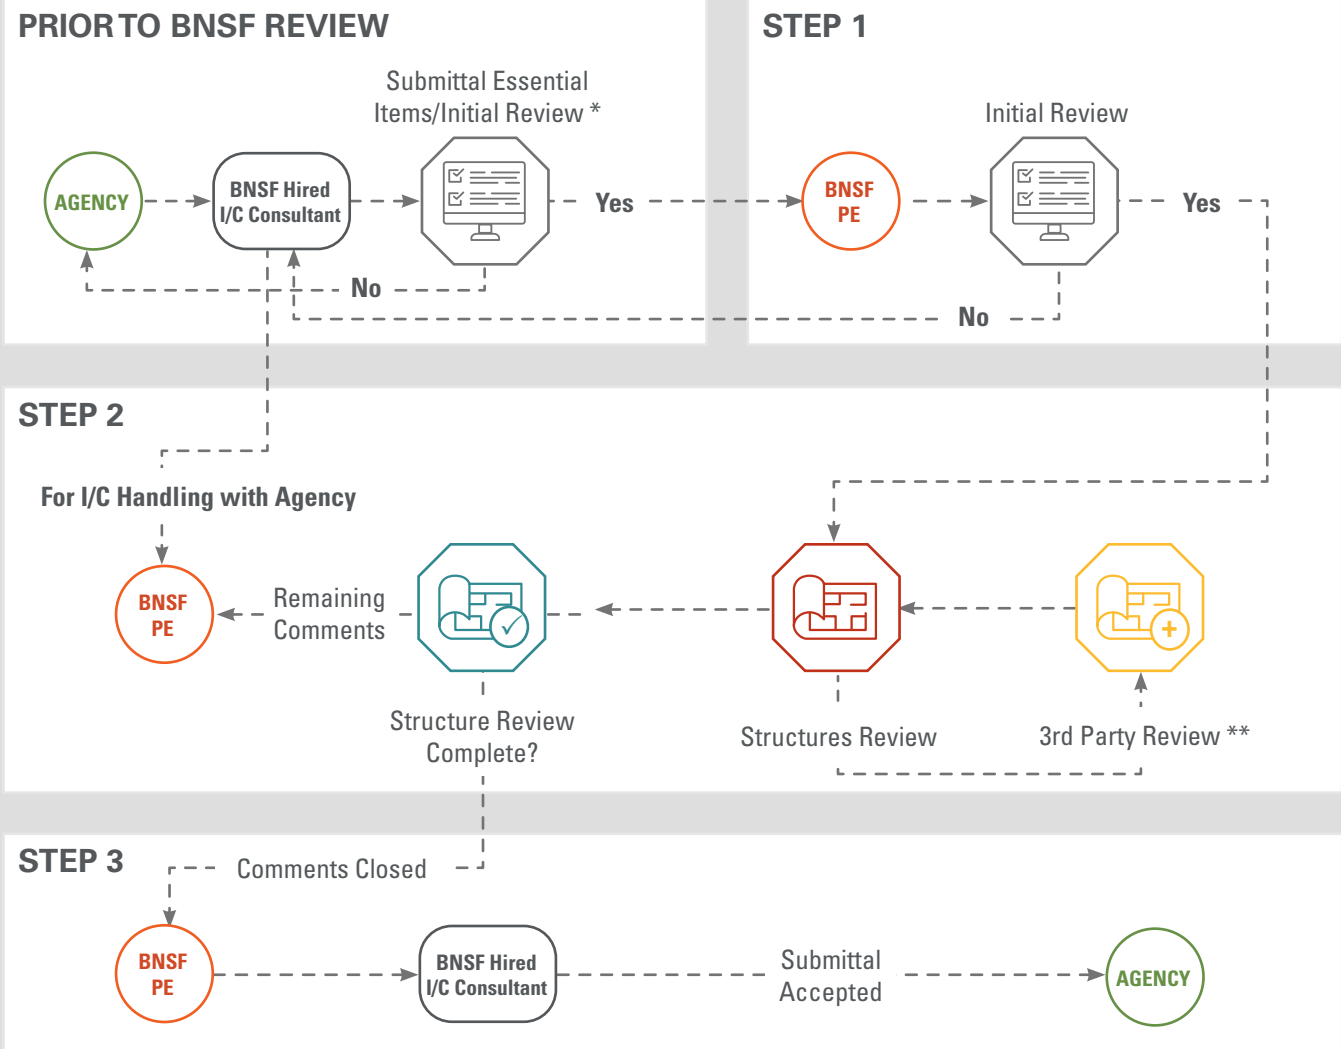 PRIOR TO BNSF REVIEW
Submittal Essential
Items/Initial Review *
AGENCY
BNSF Hired
I/C Consultant
Yes
No
STEP 1
Initial Review
BNSF
PE
Yes
No
STEP 2
For I/C Handling with Agency
BNSF
PE
Remaining
Comments
Structure Review
Complete?
Structures Review
3rd Party Review **
STEP 3
Comments Closed
BNSF
PE
BNSF Hired
I/C Consultant
Submittal
Accepted
AGENCY